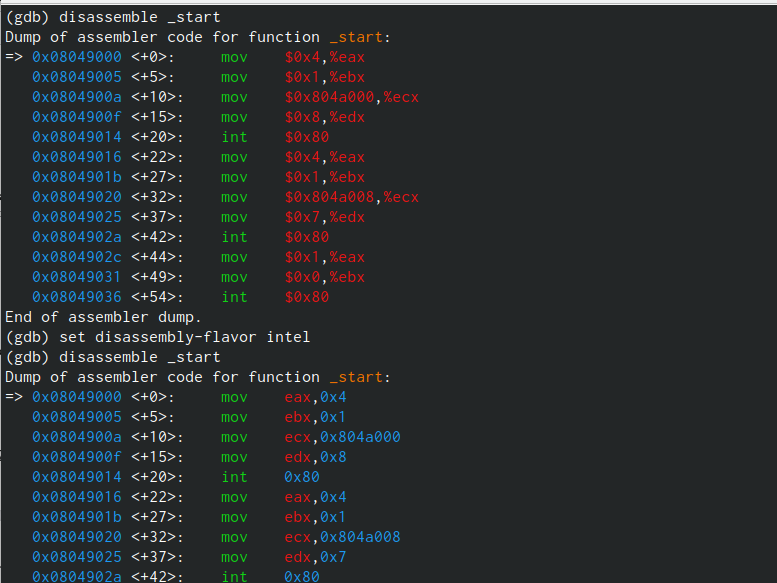 (gdb) disassemble _start
Dump of assembler code for function _start:
=> 0x08049000 <+0>:     mov    $0x4,%eax
   0x08049005 <+5>:     mov    $0x1,%ebx
   0x0804900a <+10>:    mov    $0x804a000,%ecx
   0x0804900f <+15>:    mov    $0x8,%edx
   0x08049014 <+20>:    int    $0x80
   0x08049016 <+22>:    mov    $0x4,%eax
   0x0804901b <+27>:    mov    $0x1,%ebx
   0x08049020 <+32>:    mov    $0x804a008,%ecx
   0x08049025 <+37>:    mov    $0x7,%edx
   0x0804902a <+42>:    int    $0x80
   0x0804902c <+44>:    mov    $0x1,%eax
   0x08049031 <+49>:    mov    $0x0,%ebx
   0x08049036 <+54>:    int    $0x80
End of assembler dump.
(gdb) set disassembly-flavor intel
(gdb) disassemble _start
Dump of assembler code for function _start:
=> 0x08049000 <+0>:     mov    eax,0x4
   0x08049005 <+5>:     mov    ebx,0x1
   0x0804900a <+10>:    mov    ecx,0x804a000
   0x0804900f <+15>:    mov    edx,0x8
   0x08049014 <+20>:    int    0x80
   0x08049016 <+22>:    mov    eax,0x4
   0x0804901b <+27>:    mov    ebx,0x1
   0x08049020 <+32>:    mov    ecx,0x804a008
   0x08049025 <+37>:    mov    edx,0x7
   0x0804902a <+42>:    int    0x80